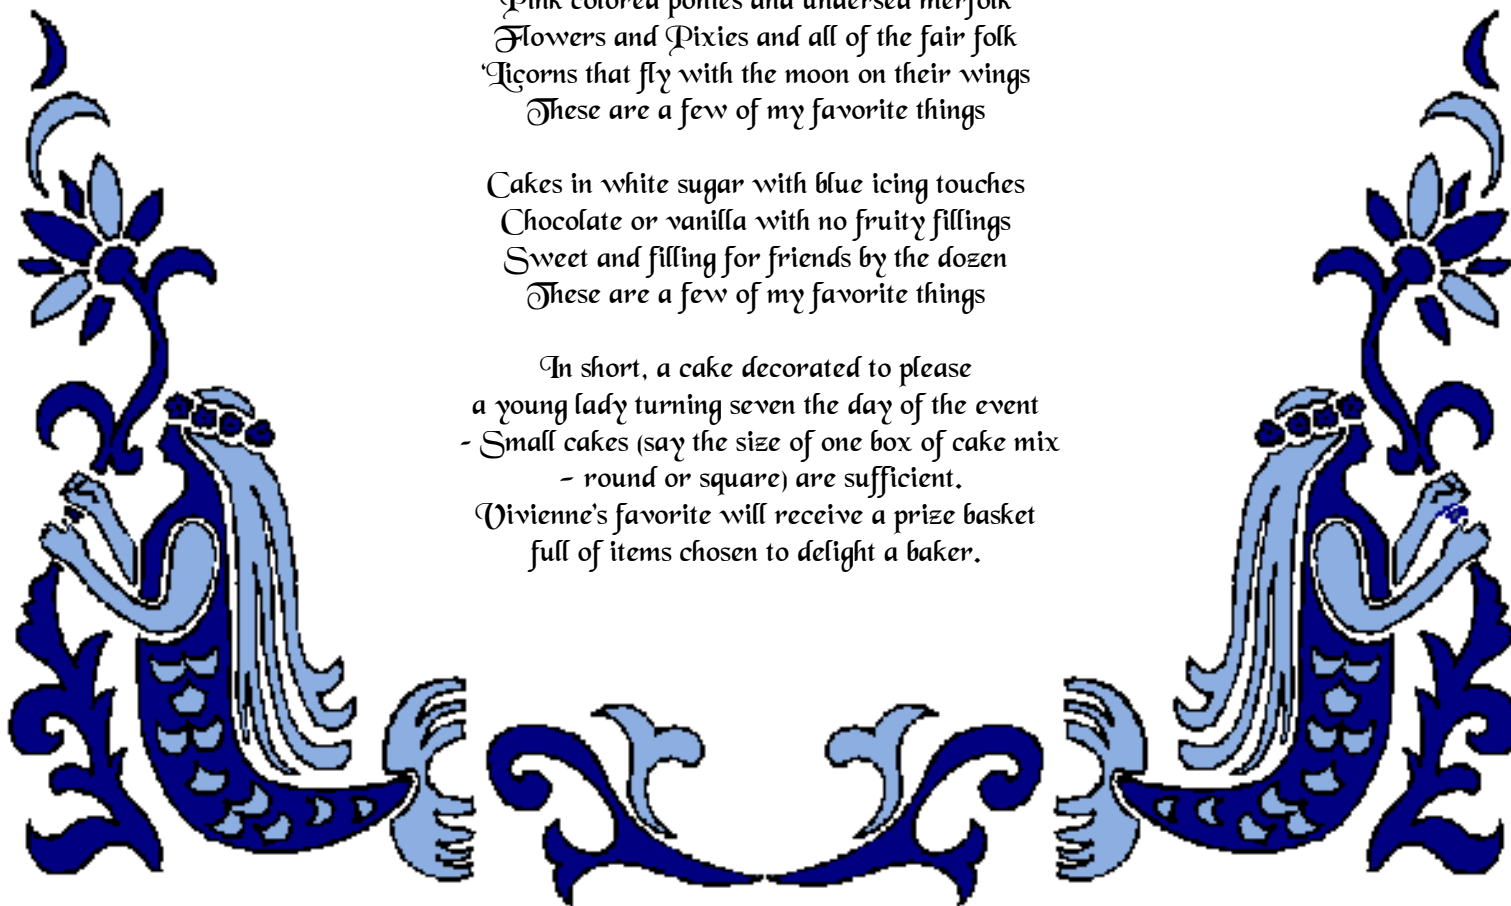 Pink colored ponies and undersea merfolk
Flowers and Pixies and all of the fair folk
'Licorns that fly with the moon on their wings
These are a few of my favorite things
Cakes in white sugar with blue icing touches
Chocolate or vanilla with no fruity fillings
Sweet and filling for friends by the dozen
These are a few of my favorite things
In short, a cake decorated to please
a young lady turning seven the day of the event
- Small cakes (say the size of one box of cake mix
- round or square) are sufficient.
Vivienne's favorite will receive a prize basket
full of items chosen to delight a baker.